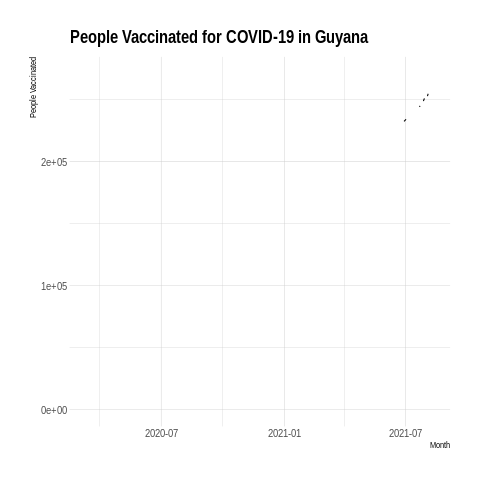 People Vaccinated for COVID-19 in Guyana
People Vaccinated
2e+05
1e+05
0e+00
2020-07
2021-01
2021-07
Month